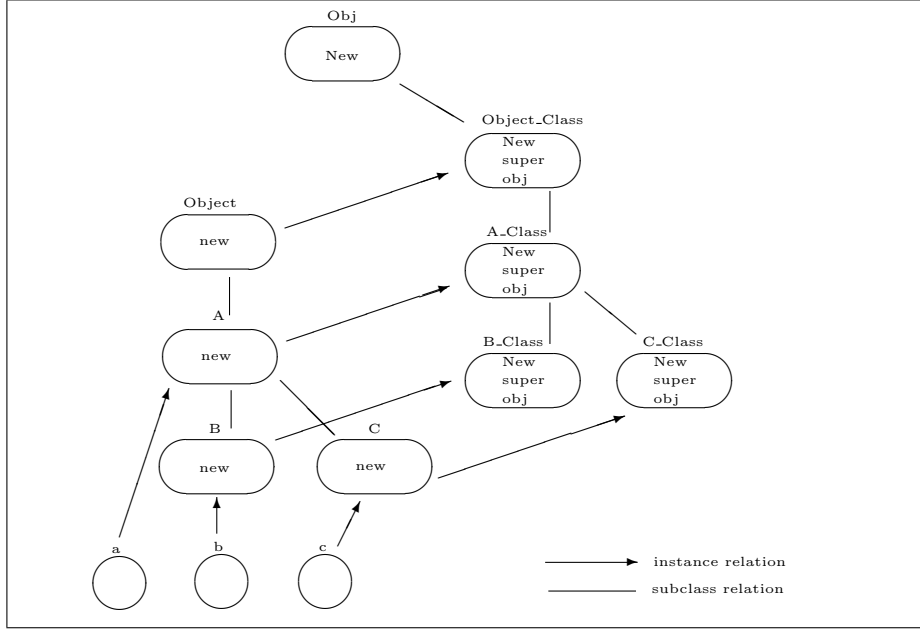 Obj
New
Object_Class
New
super
obj
Object
new
A_Class
New
super
obj
A
new
B_Class
New
super
obj
C_Class
New
super
obj
B
new
C
new
a
b
c
instance relation
subclass relation